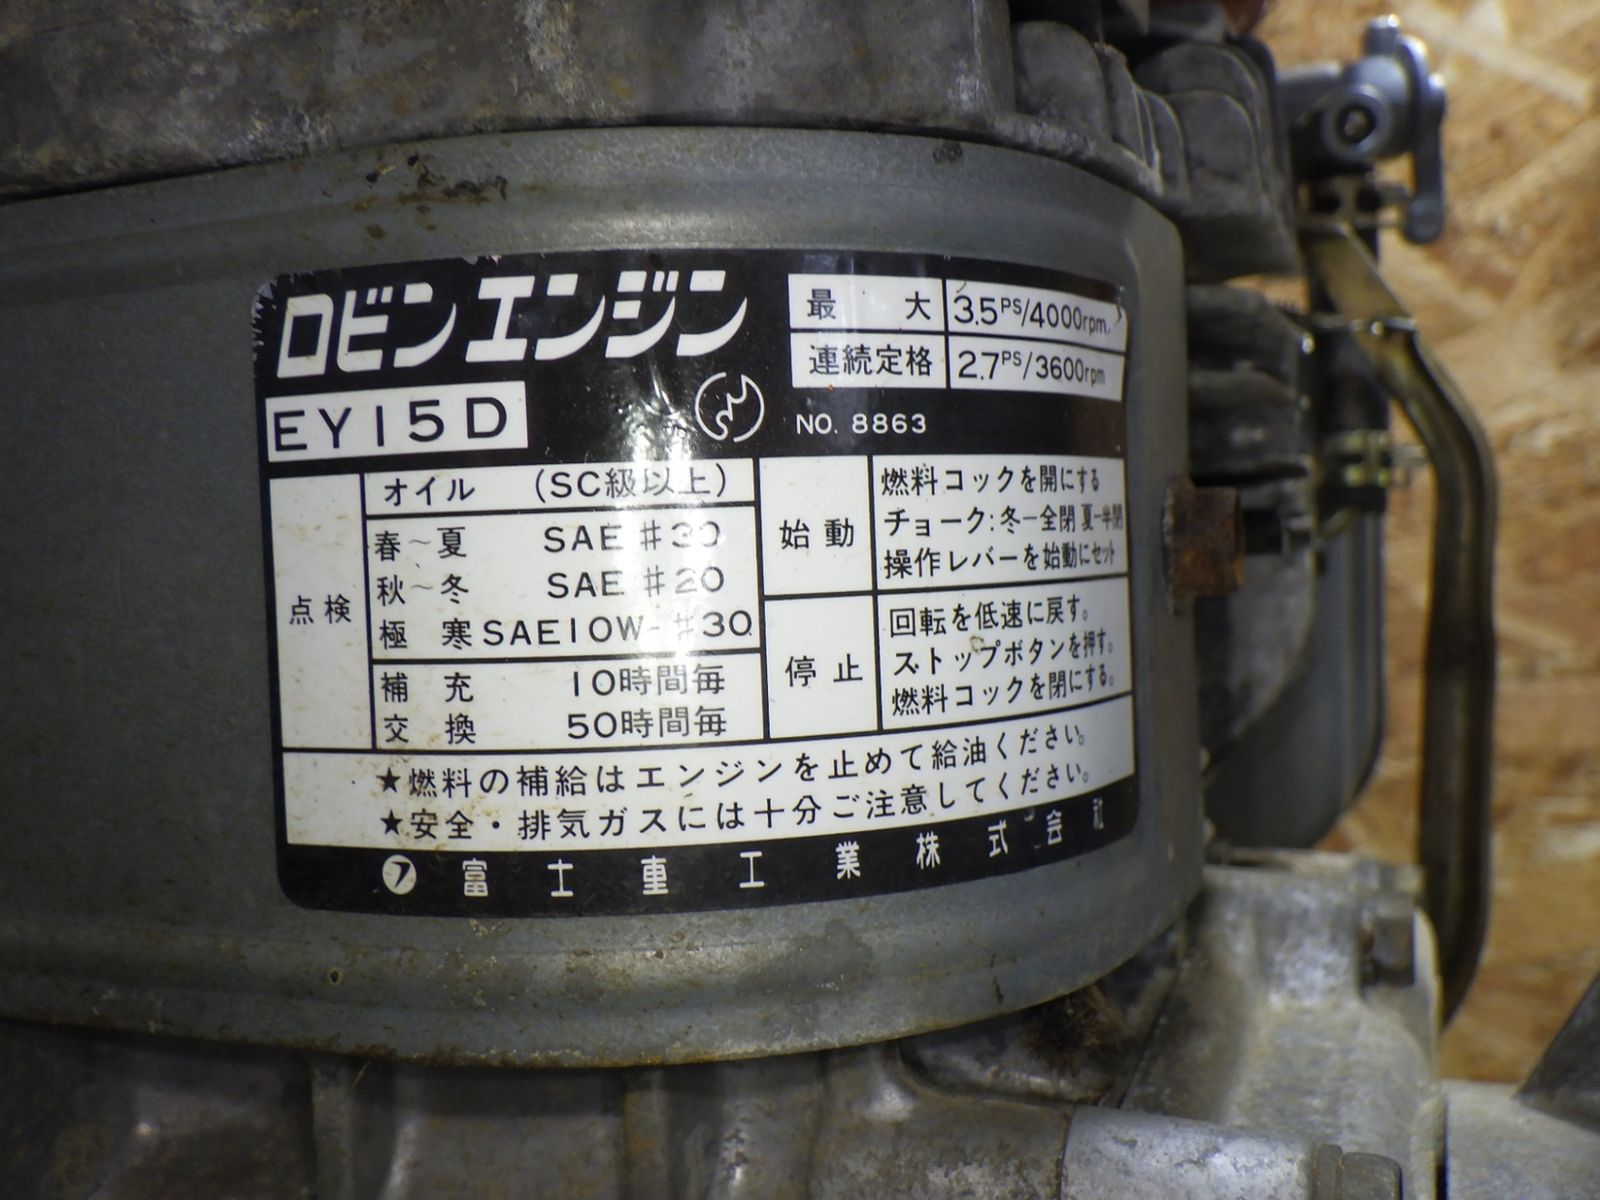 ロビンエンジン
EY15D
最大 3.5PS/4000rpm
連続定格 2.7PS/3600rpm
NO. 8863
点検
オイル (SC級以上)
春~夏 SAE #30
秋~冬 SAE #20
極寒 SAE10W-#30
補充 10時間毎
交換 50時間毎
始動
燃料コックを開にする
チョーク:冬ー全閉 夏ー半閉
操作レバーを始動にセット
停止
回転を低速に戻す。
ストップボタンを押す。
燃料コックを閉にする。
★燃料の補給はエンジンを止めて給油ください。
★安全・排気ガスには十分ご注意してください。
フ 富士重工業株式会社